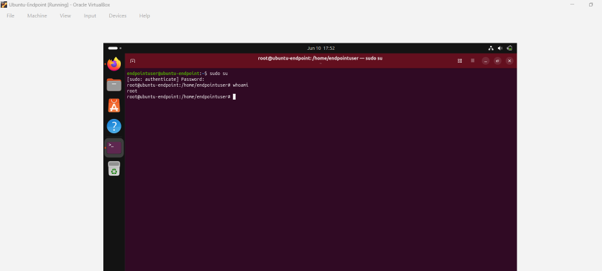 Ubuntu-Endpoint [Running] - Oracle VirtualBox
File Machine View Input Devices Help
Jun 10 17:52
root@ubuntu-endpoint: /home/endpointuser — sudo su
endpointuser@ubuntu-endpoint:~$ sudo su
[sudo: authenticate] Password:
root@ubuntu-endpoint:/home/endpointuser# whoami
root
root@ubuntu-endpoint:/home/endpointuser#